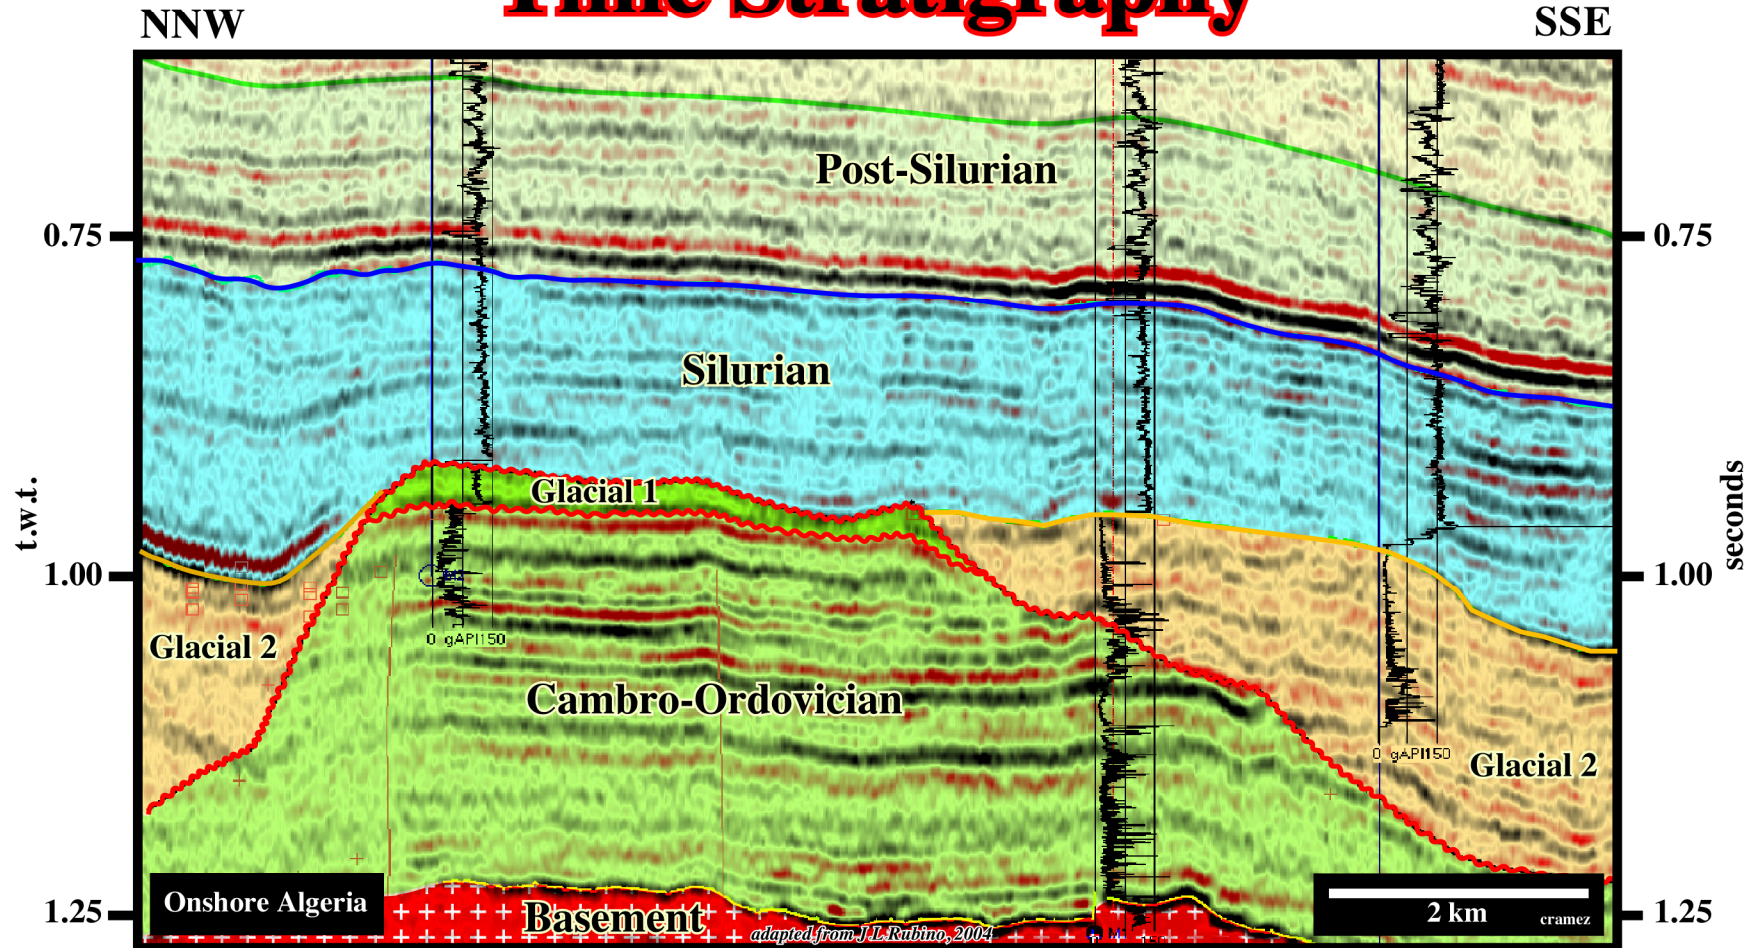 Time Stratigraphy
NNW
SSE
Post-Silurian
0.75
0.75
Silurian
Glacial 1
t.w.t.
seconds
1.00
1.00
0 gAPI150
Glacial 2
Cambro-Ordovician
0 gAPI150
Glacial 2
Onshore Algeria
2 km
cramez
1.25
1.25
Basement
adapted from J L Rubino, 2004